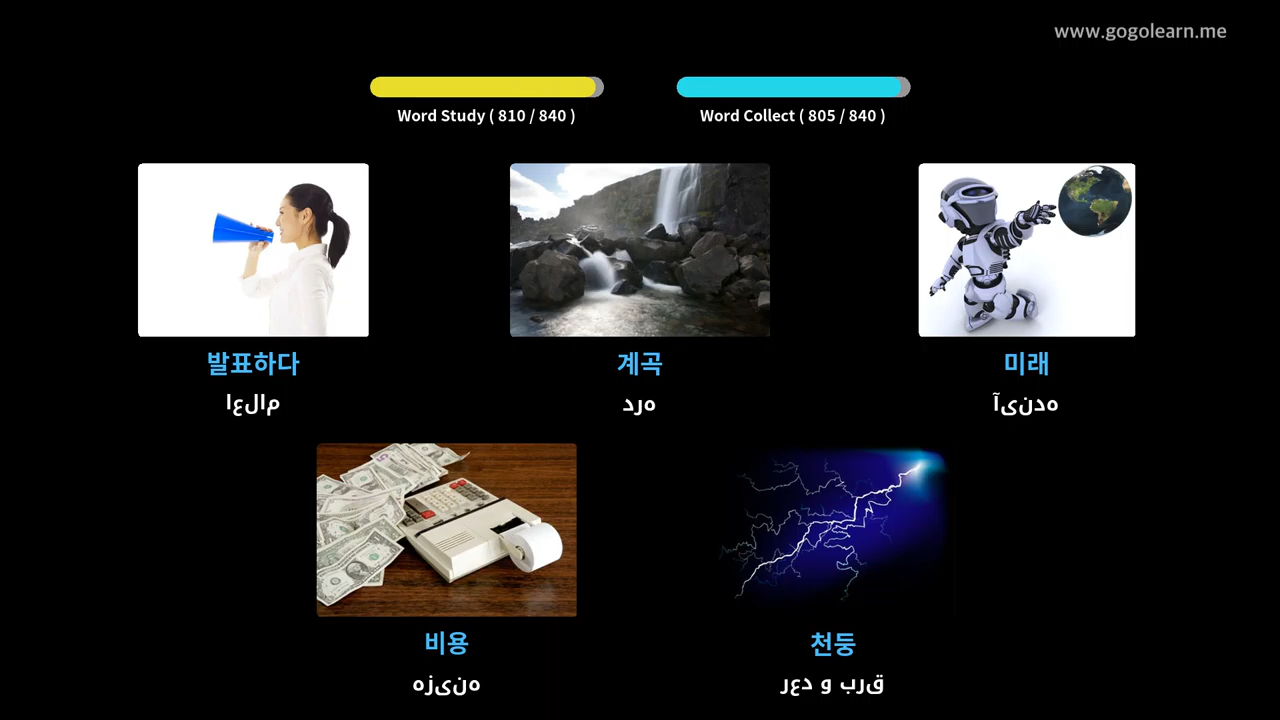 www.gogolearn.me
Word Study ( 810 / 840 )
Word Collect ( 805 / 840 )
발표하다
اعلام
계곡
دره
미래
آینده
비용
هزینه
천둥
رعد و برق